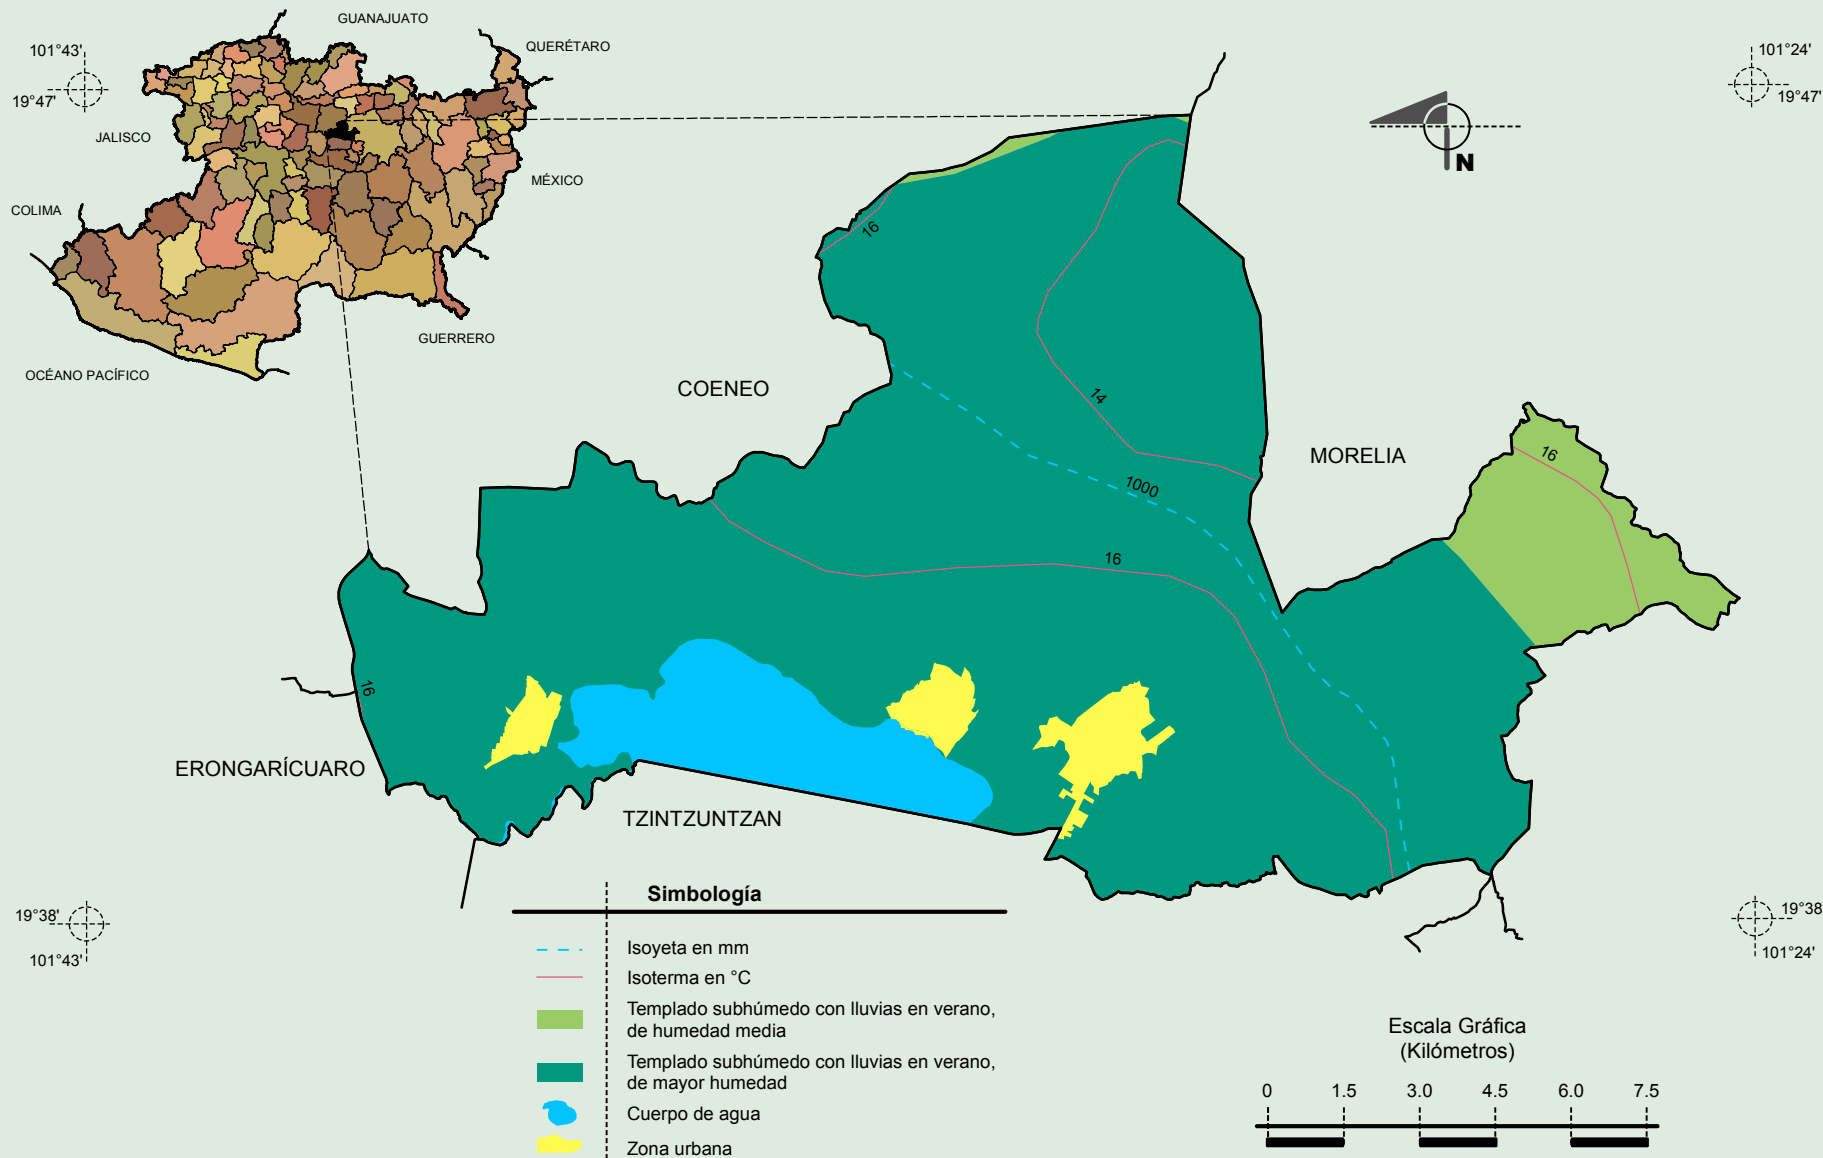 GUANAJUATO
QUERÉTARO
101°43'
19°47'
JALISCO
MÉXICO
COLIMA
GUERRERO
OCÉANO PACÍFICO
101°24'
19°47'
N
16
14
COENEO
MORELIA
16
1000
16
16
ERONGARÍCUARO
TZINTZUNTZAN
19°38'
101°43'
19°38'
101°24'
Simbología
Isoyeta en mm
Isoterma en °C
Templado subhúmedo con lluvias en verano,
de humedad media
Templado subhúmedo con lluvias en verano,
de mayor humedad
Cuerpo de agua
Zona urbana
Escala Gráfica
(Kilómetros)
0 1.5 3.0 4.5 6.0 7.5